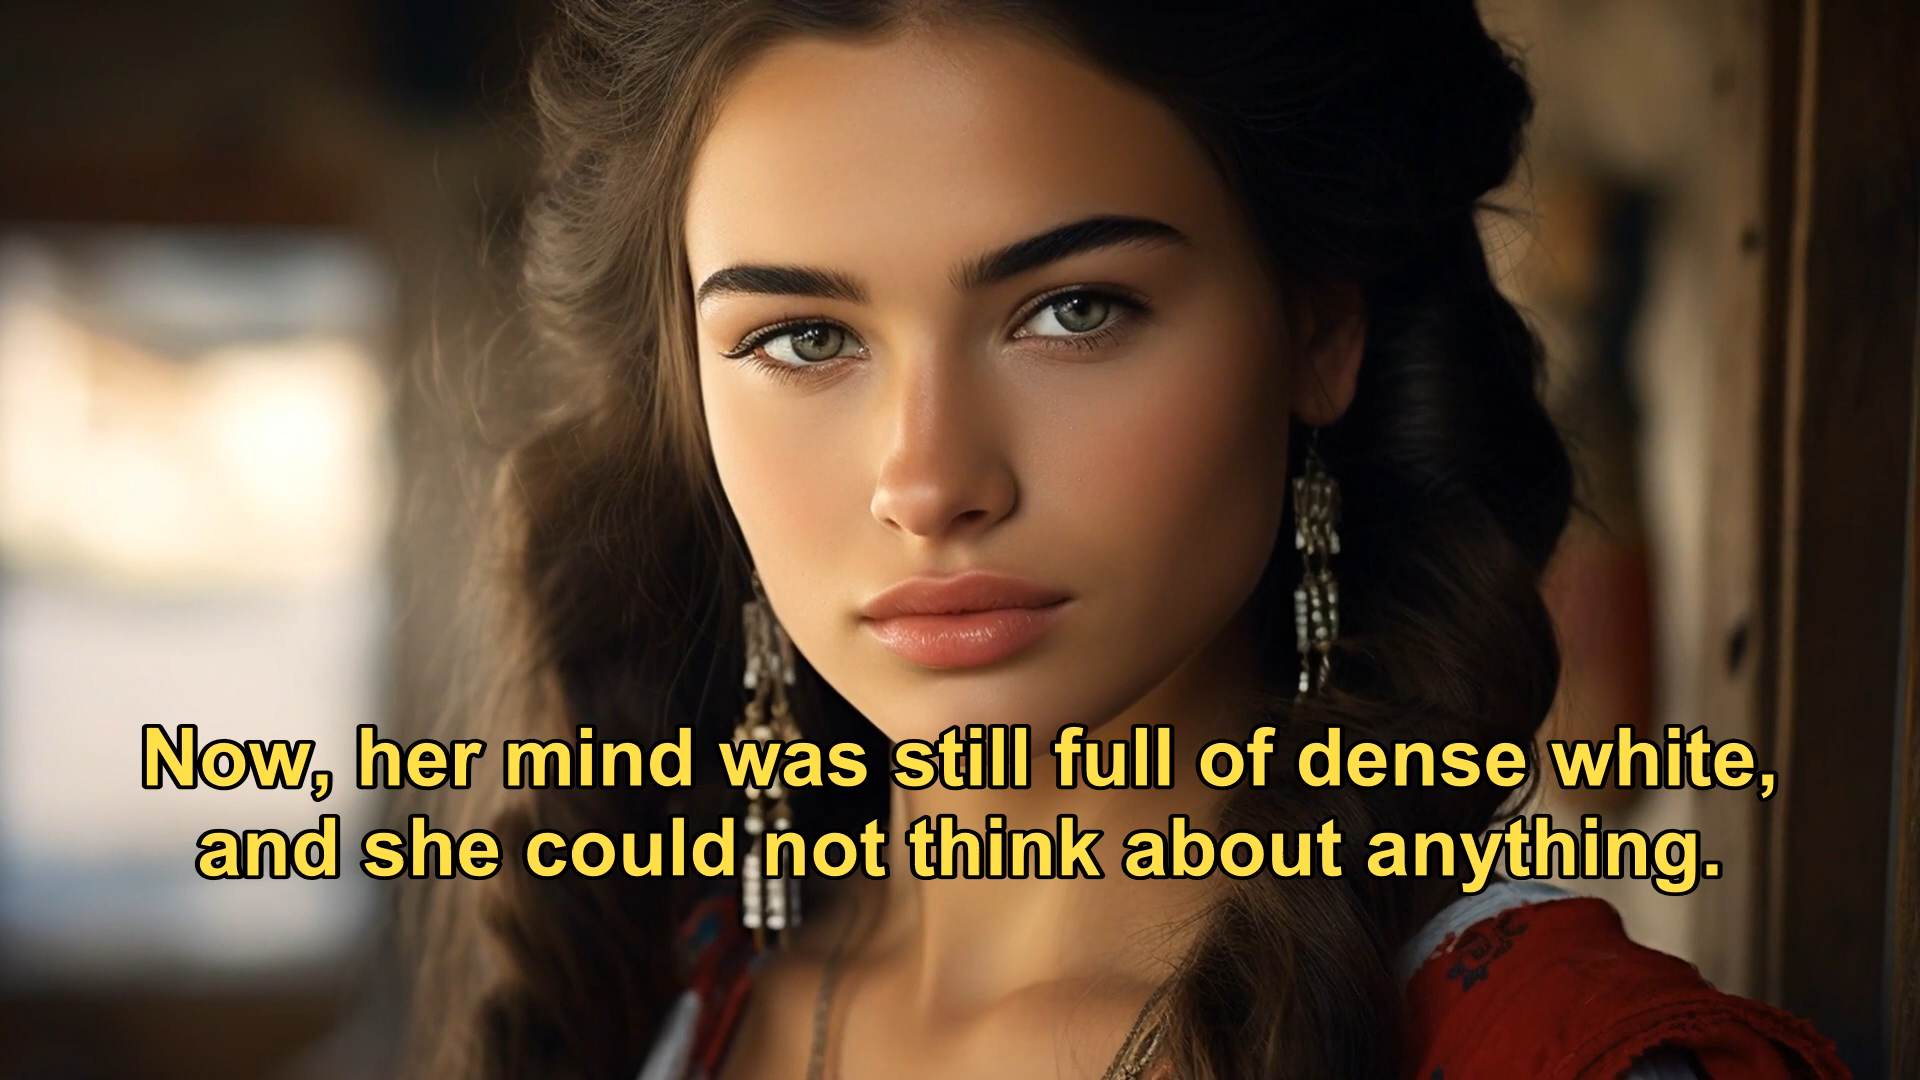 Now, her mind was still full of dense white,
and she could not think about anything.